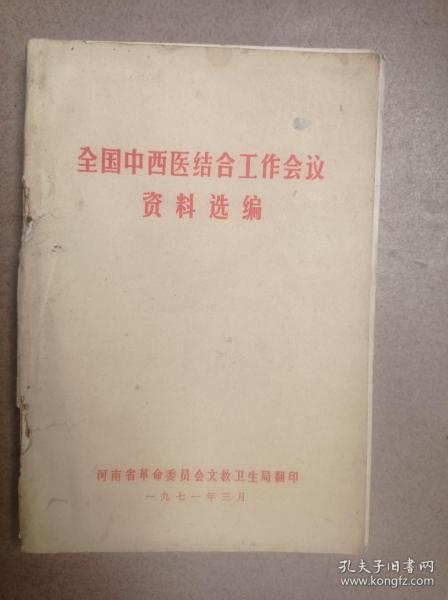 全国中西医结合工作会议
资料选编
河南省革命委员会文教卫生局翻印
一九七一年三月
孔夫子旧书网
book.kongfz.com